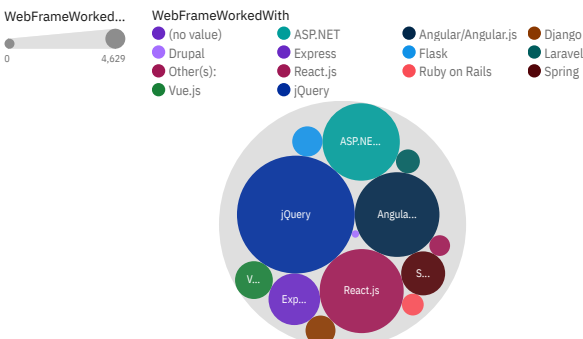 WebFrameWorked...
0
4,629
WebFrameWorkedWith
(no value)
ASP.NET
Angular/Angular.js
Django
Drupal
Express
Flask
Laravel
Other(s):
React.js
Ruby on Rails
Spring
Vue.js
jQuery
ASP.NE...
jQuery
Angula...
S...
V...
React.js
Exp...